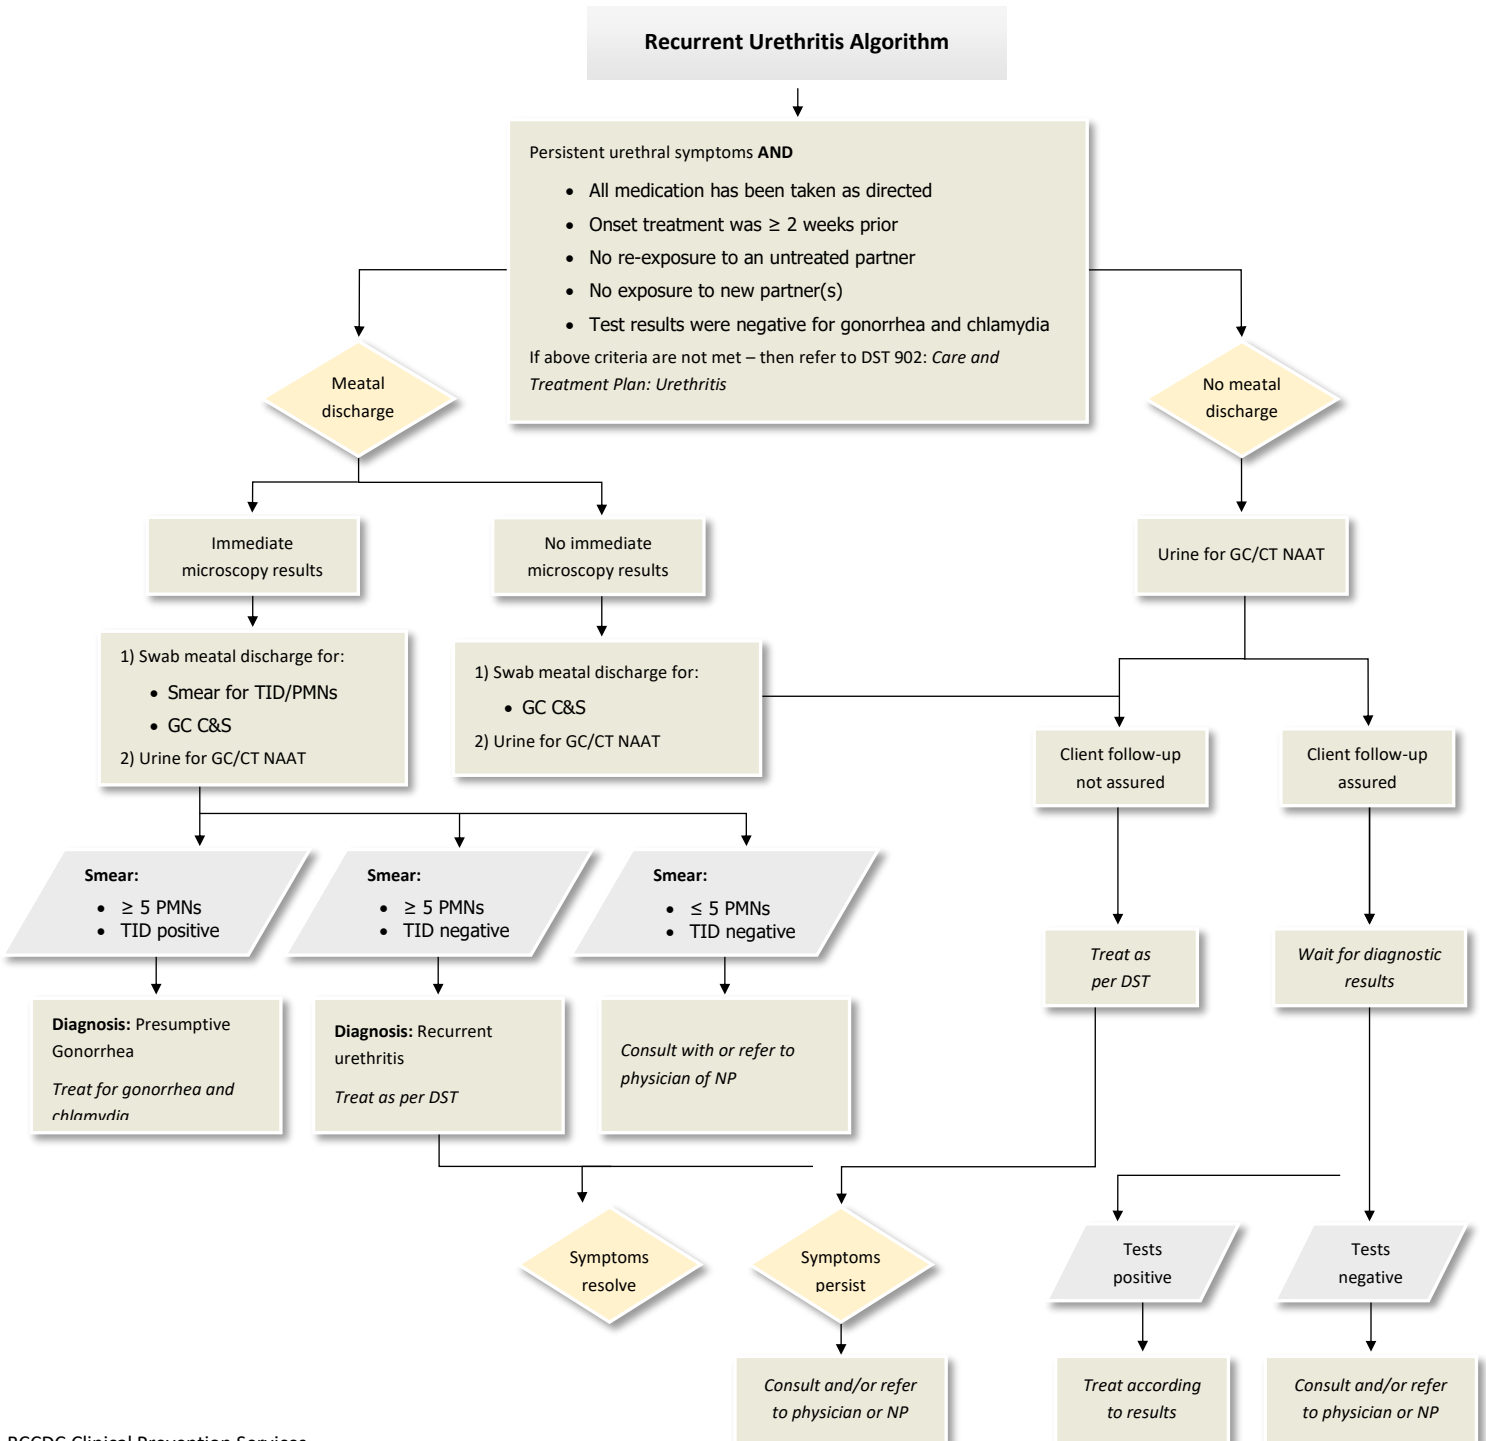 Recurrent Urethritis Algorithm
Persistent urethral symptoms AND
• All medication has been taken as directed
• Onset treatment was ≥ 2 weeks prior
• No re-exposure to an untreated partner
• No exposure to new partner(s)
• Test results were negative for gonorrhea and chlamydia
If above criteria are not met – then refer to DST 902: Care and
Treatment Plan: Urethritis
Meatal
discharge
No meatal
discharge
Immediate
microscopy results
No immediate
microscopy results
Urine for GC/CT NAAT
1) Swab meatal discharge for:
• Smear for TID/PMNs
• GC C&S
2) Urine for GC/CT NAAT
1) Swab meatal discharge for:
• GC C&S
2) Urine for GC/CT NAAT
Client follow-up
not assured
Client follow-up
assured
Smear:
• ≥ 5 PMNs
• TID positive
Smear:
• ≥ 5 PMNs
• TID negative
Smear:
• ≤ 5 PMNs
• TID negative
Treat as
per DST
Wait for diagnostic
results
Diagnosis: Presumptive
Gonorrhea
Treat for gonorrhea and
chlamydia
Diagnosis: Recurrent
urethritis
Treat as per DST
Consult with or refer to
physician of NP
Symptoms
resolve
Symptoms
persist
Tests
positive
Tests
negative
Consult and/or refer
to physician or NP
Treat according
to results
Consult and/or refer
to physician or NP
BCCDC Clinical Prevention Services